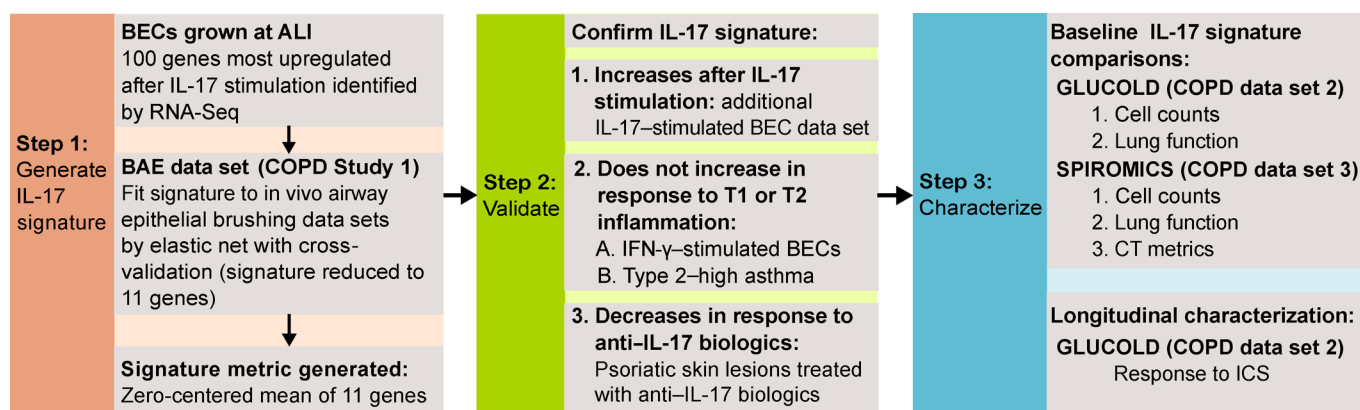 Step 1:
Generate
IL-17
signature
BECs grown at ALI
100 genes most upregulated
after IL-17 stimulation identified
by RNA-Seq
BAE data set (COPD Study 1)
Fit signature to in vivo airway
epithelial brushing data sets
by elastic net with cross-
validation (signature reduced to
11 genes)
Signature metric generated:
Zero-centered mean of 11 genes
Step 2:
Validate
Confirm IL-17 signature:
1. Increases after IL-17
stimulation: additional
IL-17–stimulated BEC data set
2. Does not increase in
response to T1 or T2
inflammation:
A. IFN-γ–stimulated BECs
B. Type 2–high asthma
3. Decreases in response to
anti–IL-17 biologics:
Psoriatic skin lesions treated
with anti–IL-17 biologics
Step 3:
Characterize
Baseline IL-17 signature
comparisons:
GLUCOLD (COPD data set 2)
1. Cell counts
2. Lung function
SPIROMICS (COPD data set 3)
1. Cell counts
2. Lung function
3. CT metrics
Longitudinal characterization:
GLUCOLD (COPD data set 2)
Response to ICS